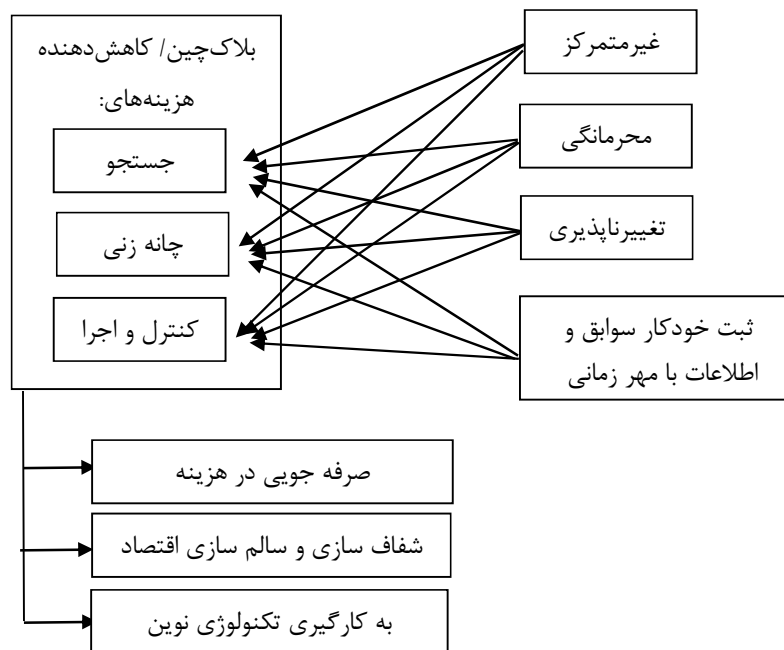 غیرمتمرکز
محرمانگی
تغییرناپذیری
ثبت خودکار سوابق و
اطلاعات با مهر زمانی
بلاک‌چین/ کاهش‌دهنده
هزینه‌های:
جستجو
چانه زنی
کنترل و اجرا
صرفه جویی در هزینه
شفاف سازی و سالم سازی اقتصاد
به کارگیری تکنولوژی نوین